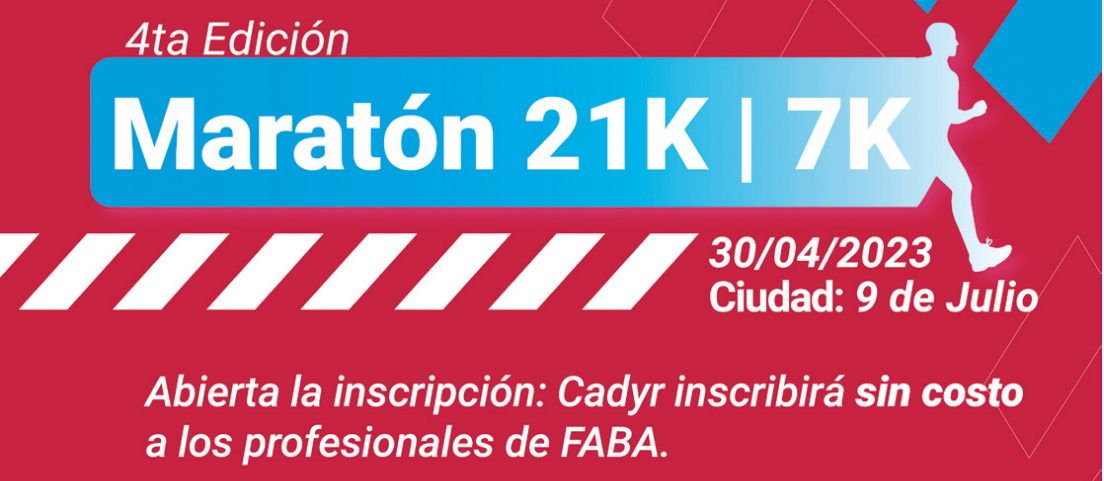 4ta Edición
Maratón 21K | 7K
30/04/2023
Ciudad: 9 de Julio
Abierta la inscripción: Cadyr inscribirá sin costo
a los profesionales de FABA.